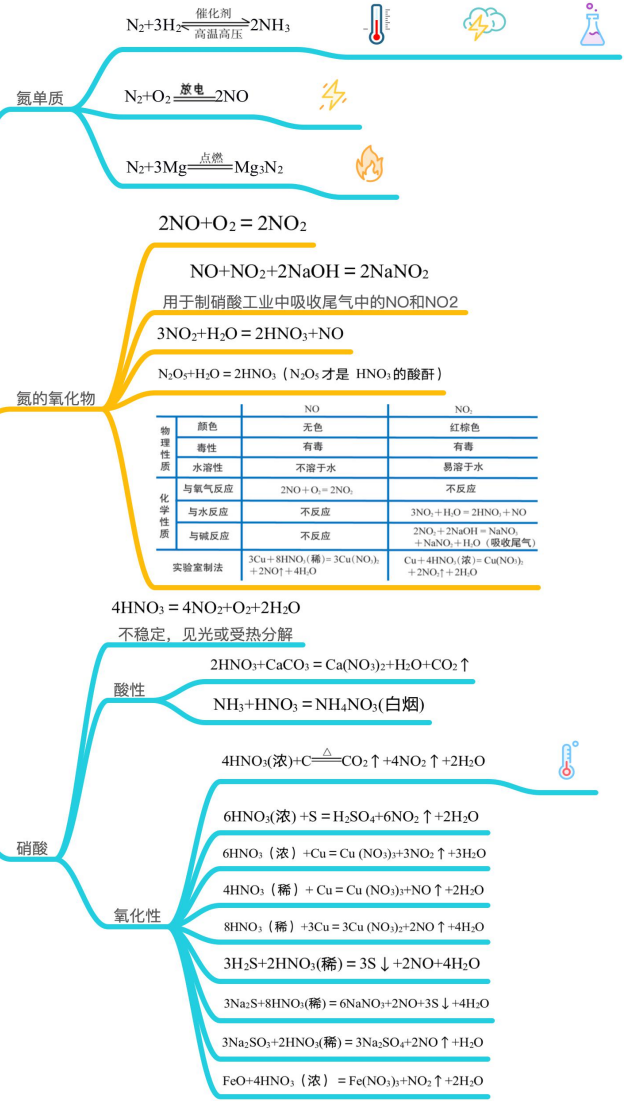 N₂+3H₂⇌2NH₃
催化剂
高温高压
氮单质
N₂+O₂=2NO
放电
N₂+3Mg=Mg₃N₂
点燃
2NO+O₂=2NO₂
NO+NO₂+2NaOH=2NaNO₂
用于制硝酸工业中吸收尾气中的NO和NO2
3NO₂+H₂O=2HNO₃+NO
N₂O₅+H₂O=2HNO₃(N₂O₅才是 HNO₃的酸酐)
氮的氧化物
NO NO₂
物理性质
颜色 无色 红棕色
毒性 有毒 有毒
水溶性 不溶于水 易溶于水
化学性质
与氧气反应 2NO+O₂=2NO₂ 不反应
与水反应 不反应 3NO₂+H₂O=2HNO₃+NO
与碱反应 不反应 2NO₂+2NaOH=NaNO₃
+NaNO₂+H₂O(吸收尾气)
实验室制法 3Cu+8HNO₃(稀)=3Cu(NO₃)₂
+2NO↑+4H₂O
Cu+4HNO₃(浓)=Cu(NO₃)₂
+2NO₂↑+2H₂O
4HNO₃=4NO₂+O₂+2H₂O
不稳定，见光或受热分解
酸性
2HNO₃+CaCO₃=Ca(NO₃)₂+H₂O+CO₂↑
NH₃+HNO₃=NH₄NO₃(白烟)
硝酸
氧化性
4HNO₃(浓)+C=CO₂↑+4NO₂↑+2H₂O
△
6HNO₃(浓)+S=H₂SO₄+6NO₂↑+2H₂O
6HNO₃(浓)+Cu=Cu (NO₃)₃+3NO₂↑+3H₂O
4HNO₃(稀)+Cu=Cu (NO₃)₃+NO↑+2H₂O
8HNO₃(稀)+3Cu=3Cu (NO₃)₂+2NO↑+4H₂O
3H₂S+2HNO₃(稀)=3S↓+2NO+4H₂O
3Na₂S+8HNO₃(稀)=6NaNO₃+2NO+3S↓+4H₂O
3Na₂SO₃+2HNO₃(稀)=3Na₂SO₄+2NO↑+H₂O
FeO+4HNO₃(浓)=Fe(NO₃)₃+NO₂↑+2H₂O